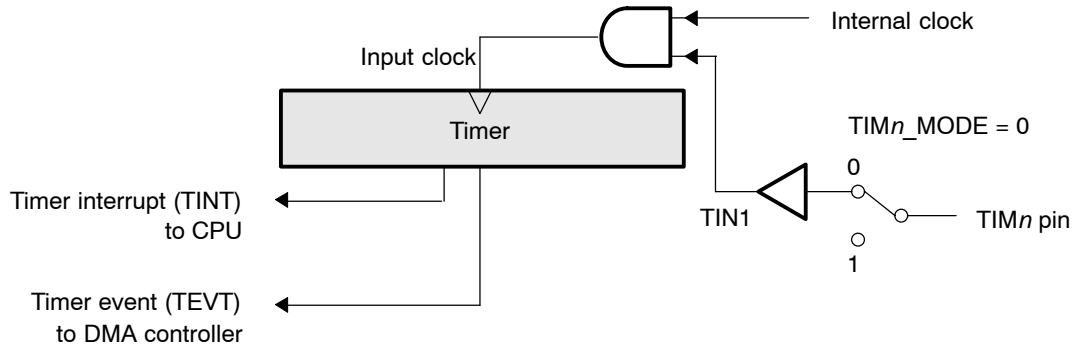 Internal clock
Input clock
Timer
TIMn_MODE = 0
0
Timer interrupt (TINT)
to CPU
TIN1
TIMn pin
1
Timer event (TEVT)
to DMA controller